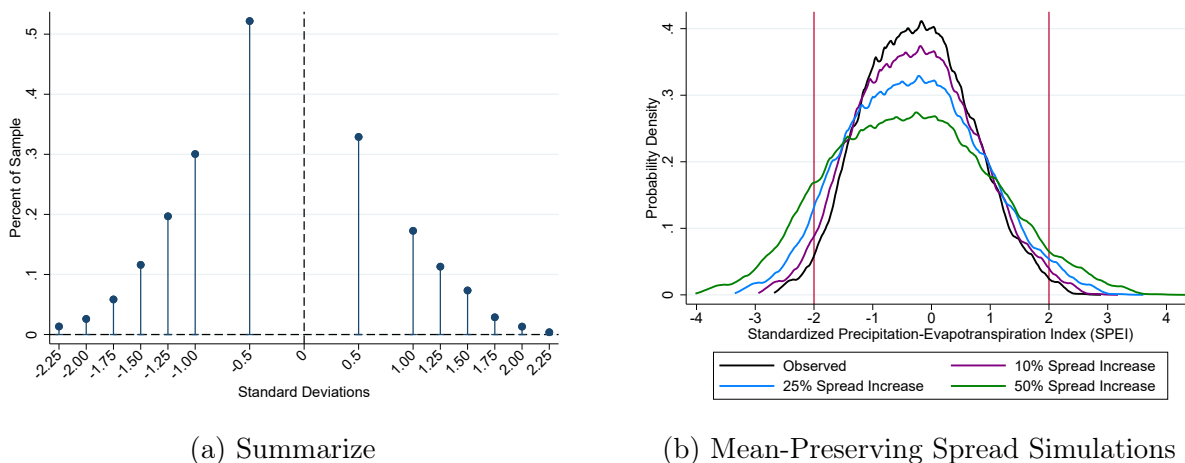 Percent of Sample
.5
.4
.3
.2
.1
0
-2.25
-2.00
-1.75
-1.50
-1.25
-1.00
-0.5
0
0.5
1.00
1.25
1.50
1.75
2.00
2.25
Standard Deviations
(a) Summarize
Probability Density
.4
.3
.2
.1
0
-4 -3 -2 -1 0 1 2 3 4
Standardized Precipitation-Evapotranspiration Index (SPEI)
Observed 10% Spread Increase
25% Spread Increase 50% Spread Increase
(b) Mean-Preserving Spread Simulations